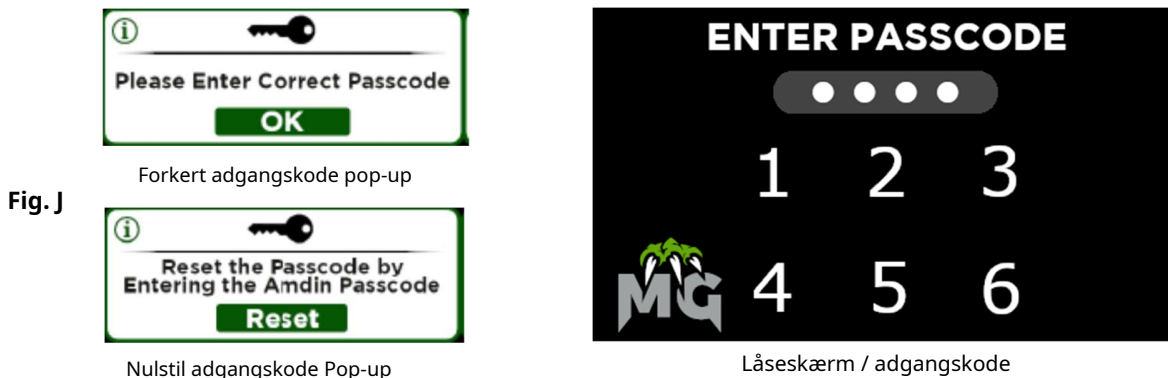 Please Enter Correct Passcode
OK
Forkert adgangskode pop-up
Fig. J
Reset the Passcode by
Entering the Amdin Passcode
Reset
Nulstil adgangskode Pop-up
ENTER PASSCODE
1 2 3
MG 4 5 6
Låseskærm / adgangskode